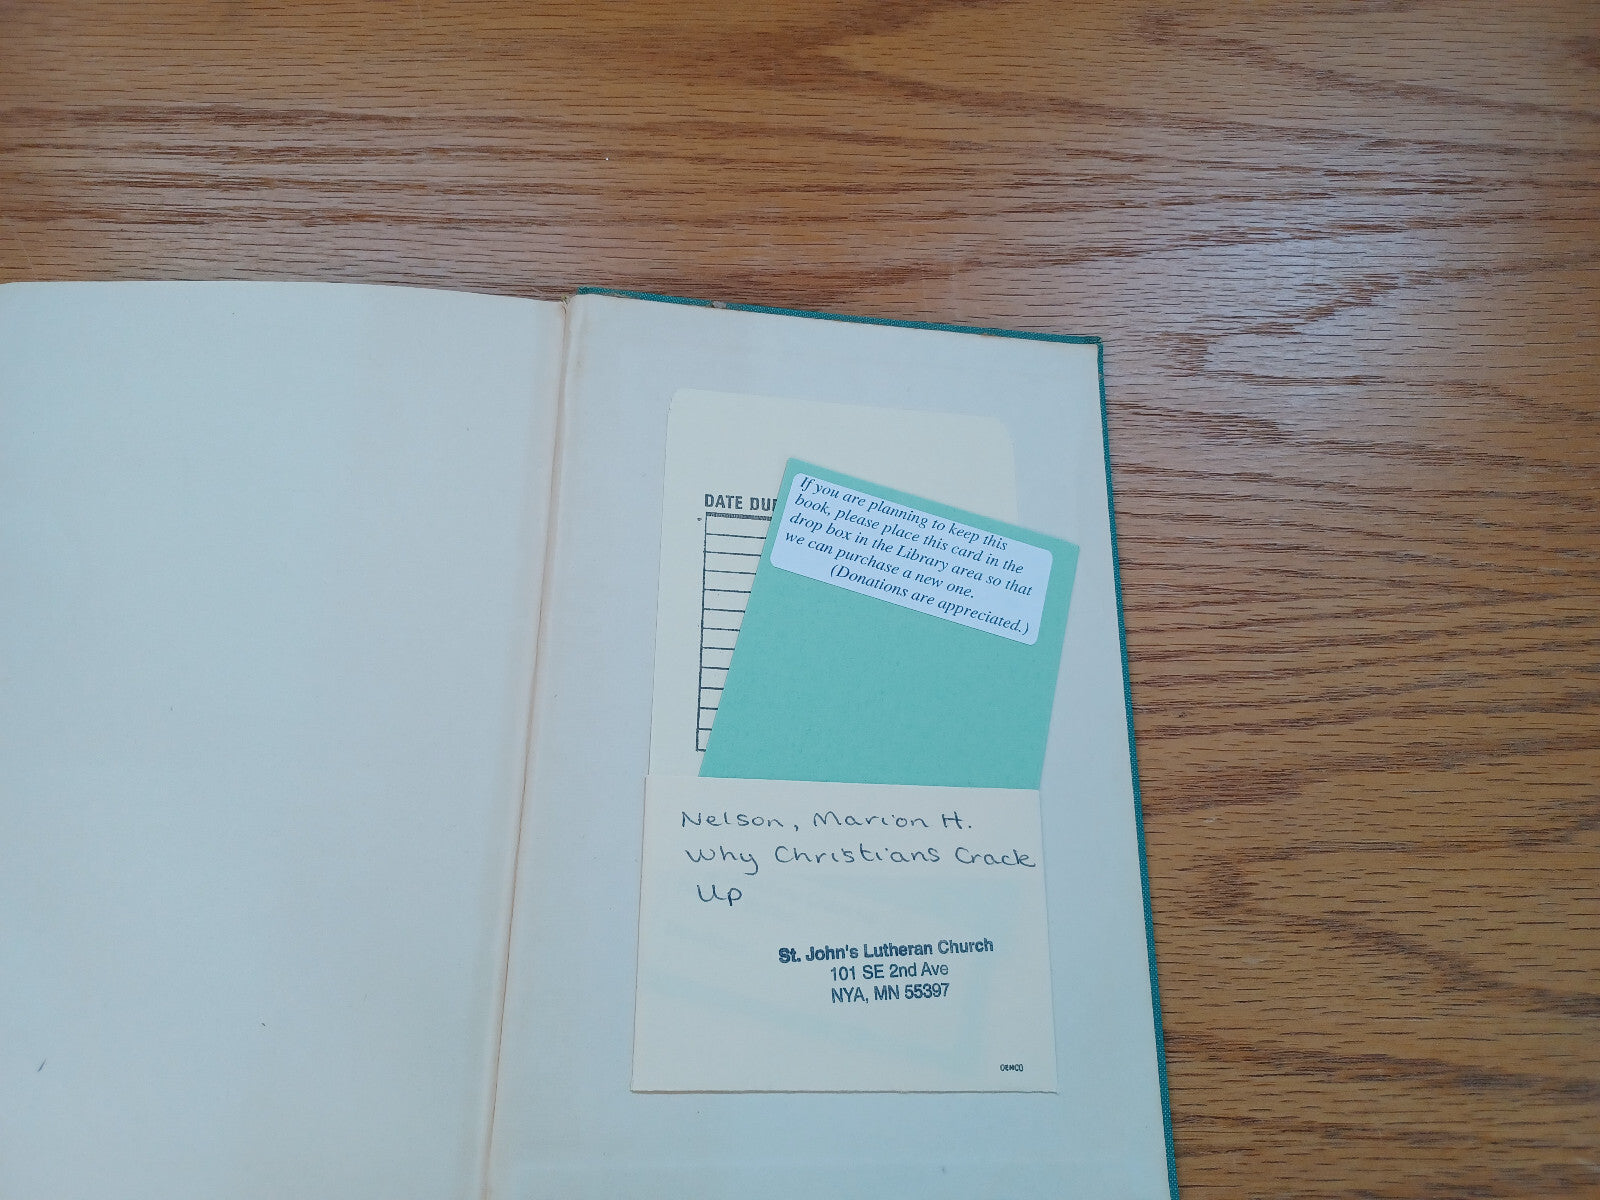 DATE DUE
If you are planning to keep this
book, please place this card in the
drop box in the Library area so that
we can purchase a new one.
(Donations are appreciated.)
Nelson, Marion H.
Why Christians Crack
Up
St. John's Lutheran Church
101 SE 2nd Ave
NYA, MN 55397
DEMCO